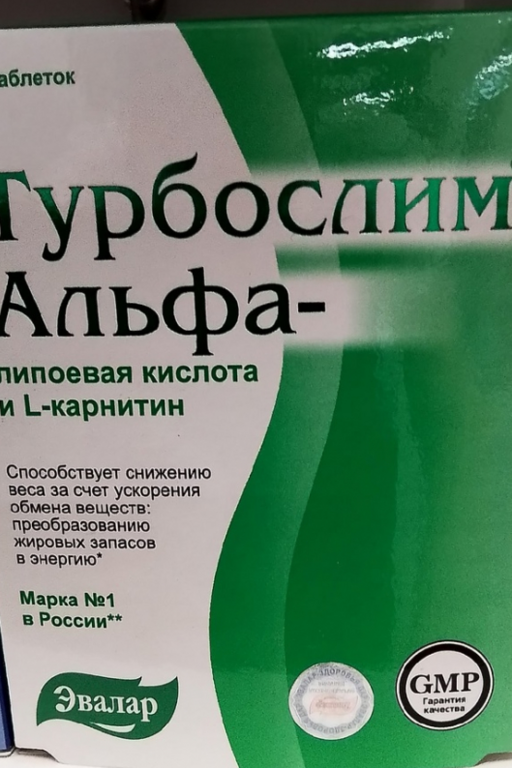 аблеток
Турбослим
Альфа-
липоевая кислота
и L-карнитин
Способствует снижению
веса за счет ускорения
обмена веществ:
преобразованию
жировых запасов
в энергию*
Марка №1
в России**
Эвалар
GMP
Гарантия
качества